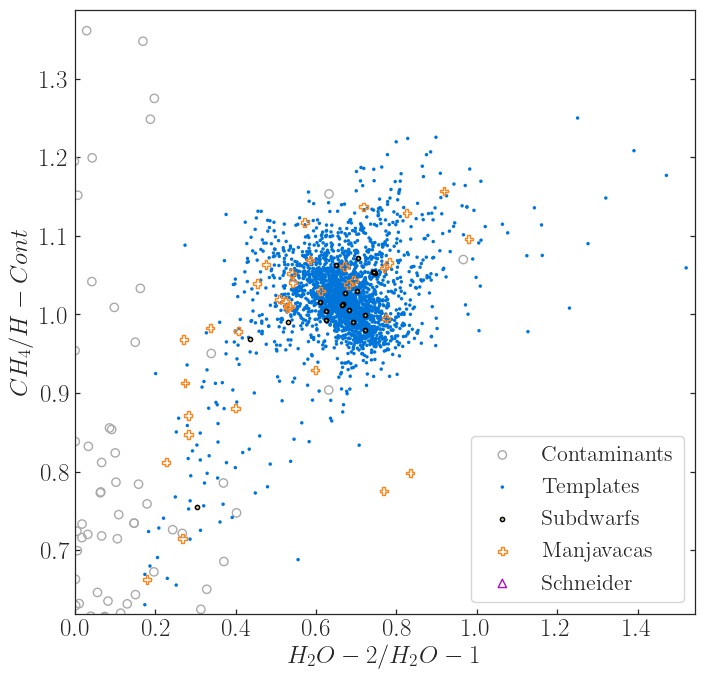 1.3
1.2
1.1
1.0
0.9
0.8
0.7
CH₄/H − Cont
Contaminants
Templates
Subdwarfs
Manjavacas
Schneider
0.0 0.2 0.4 0.6 0.8 1.0 1.2 1.4
H₂O − 2/H₂O − 1